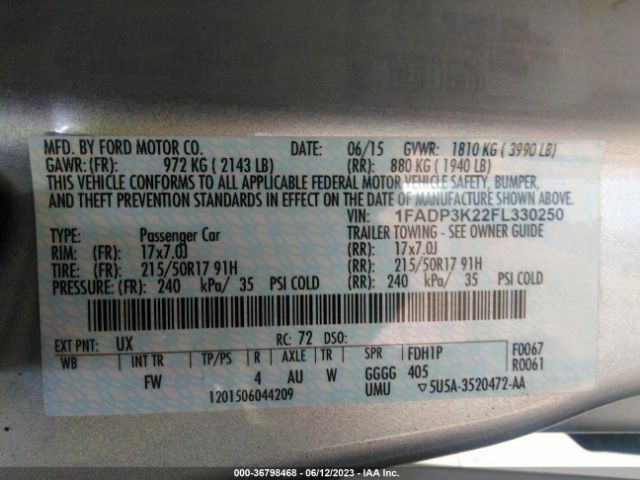 MFD. BY FORD MOTOR CO. DATE: 06/15 GVWR: 1810 KG ( 3990 LB)
GAWR: (FR): 972 KG ( 2143 LB) (RR): 880 KG ( 1940 LB)
THIS VEHICLE CONFORMS TO ALL APPLICABLE FEDERAL MOTOR VEHICLE SAFETY, BUMPER,
AND THEFT PREVENTION STANDARDS IN EFFECT ON THE DATE OF MANUFACTURE SHOWN ABOVE.
VIN: 1FADP3K22FL330250
TYPE: Passenger Car TRAILER TOWING - SEE OWNER GUIDE
RIM: (FR): 17x7.0J (RR): 17x7.0J
TIRE: (FR): 215/50R17 91H (RR): 215/50R17 91H
PRESSURE: (FR): 240 kPa/ 35 PSI COLD (RR): 240 kPa/ 35 PSI COLD
EXT PNT: UX RC: 72 DSO:
WB INT TR TP/PS R AXLE TR SPR FDH1P F0067
FW 4 AU W GGGG 405 R0061
1201506044209 UMU ▽5U5A-3520472-AA
000-36798468 - 06/12/2023 - IAA Inc.